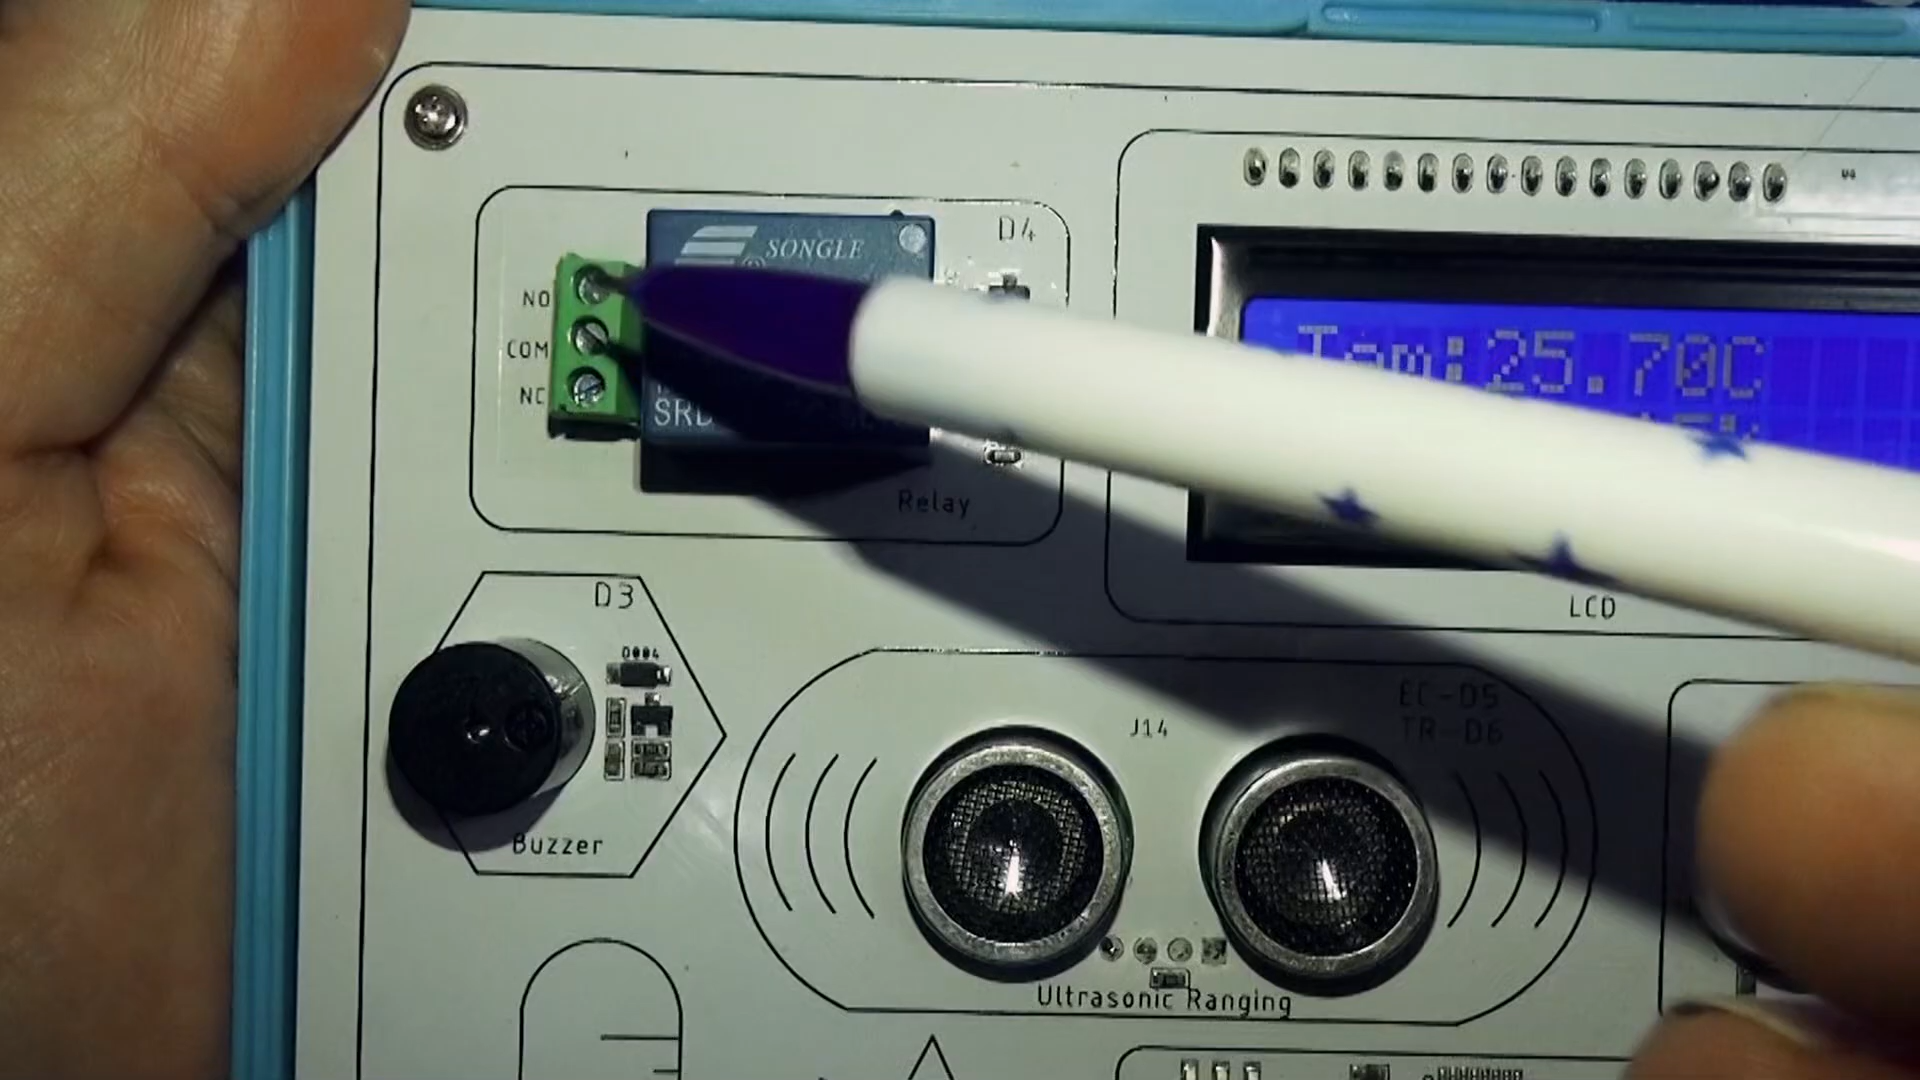 D4
SONGLE
NO
COM
NC
SRD
Relay
Tem:25.70C
LCD
D3
D004
Buzzer
J14
EC-D5
TR-D6
Ultrasonic Ranging